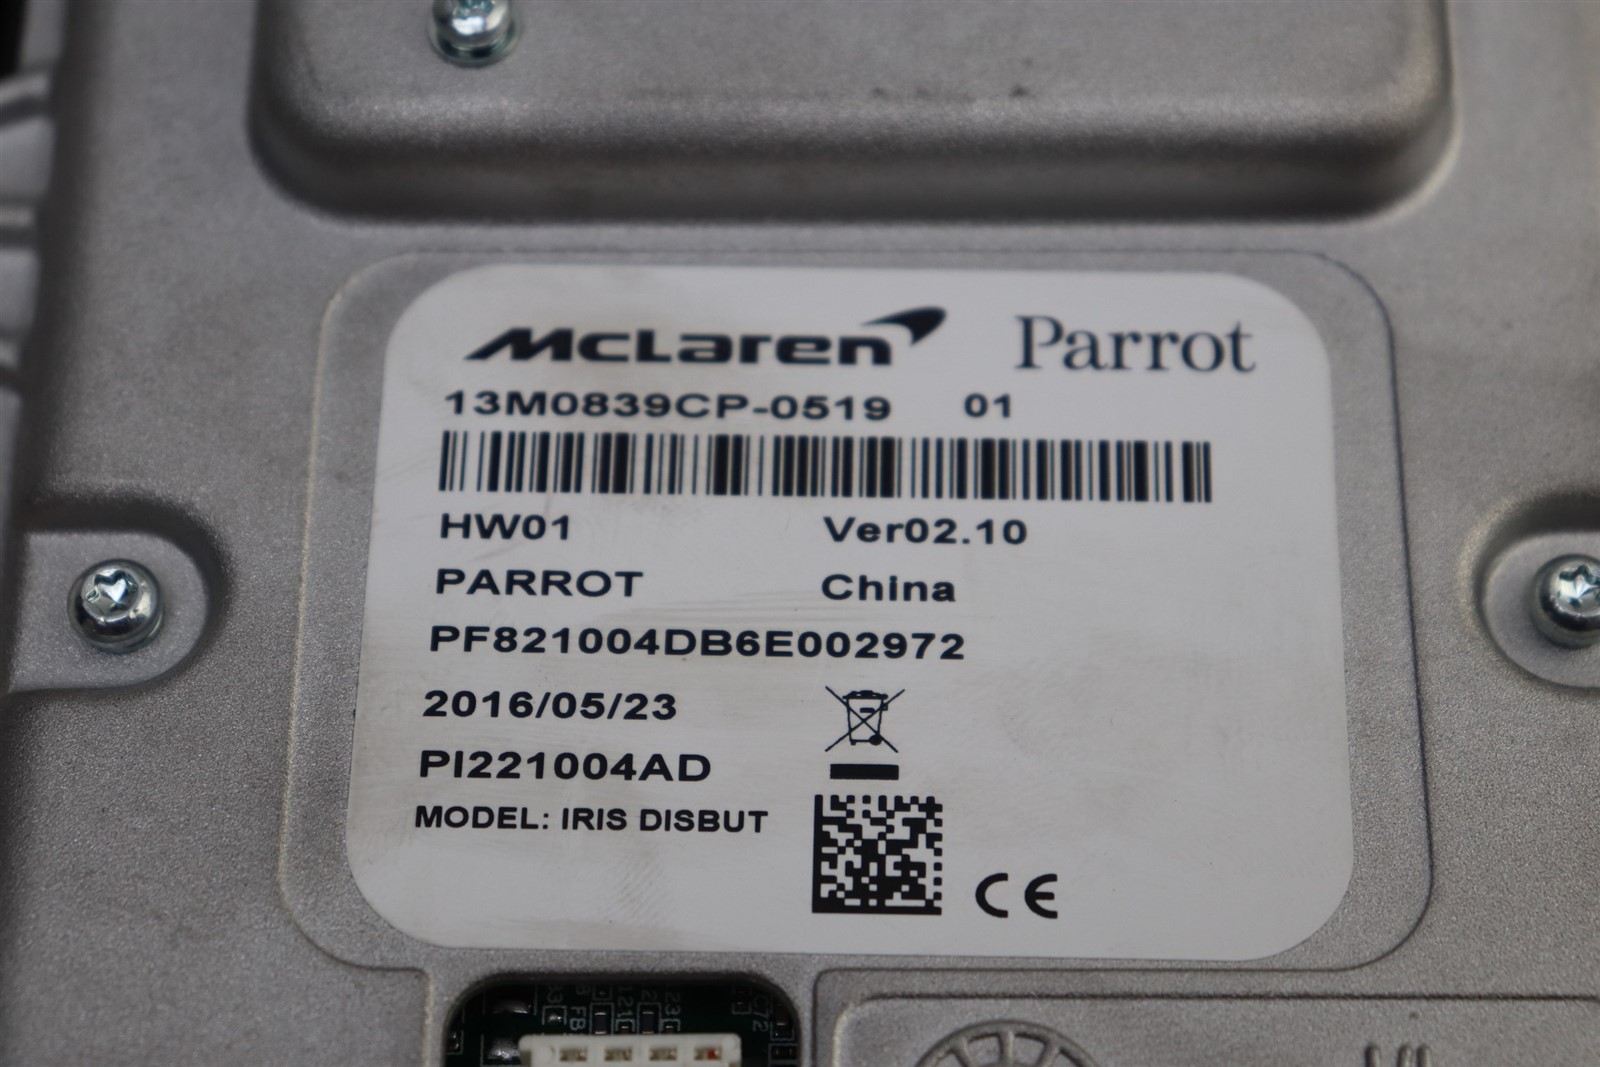 McLaren Parrot
13M0839CP-0519 01
HW01 Ver02.10
PARROT China
PF821004DB6E002972
2016/05/23
PI221004AD
MODEL: IRIS DISBUT
CE